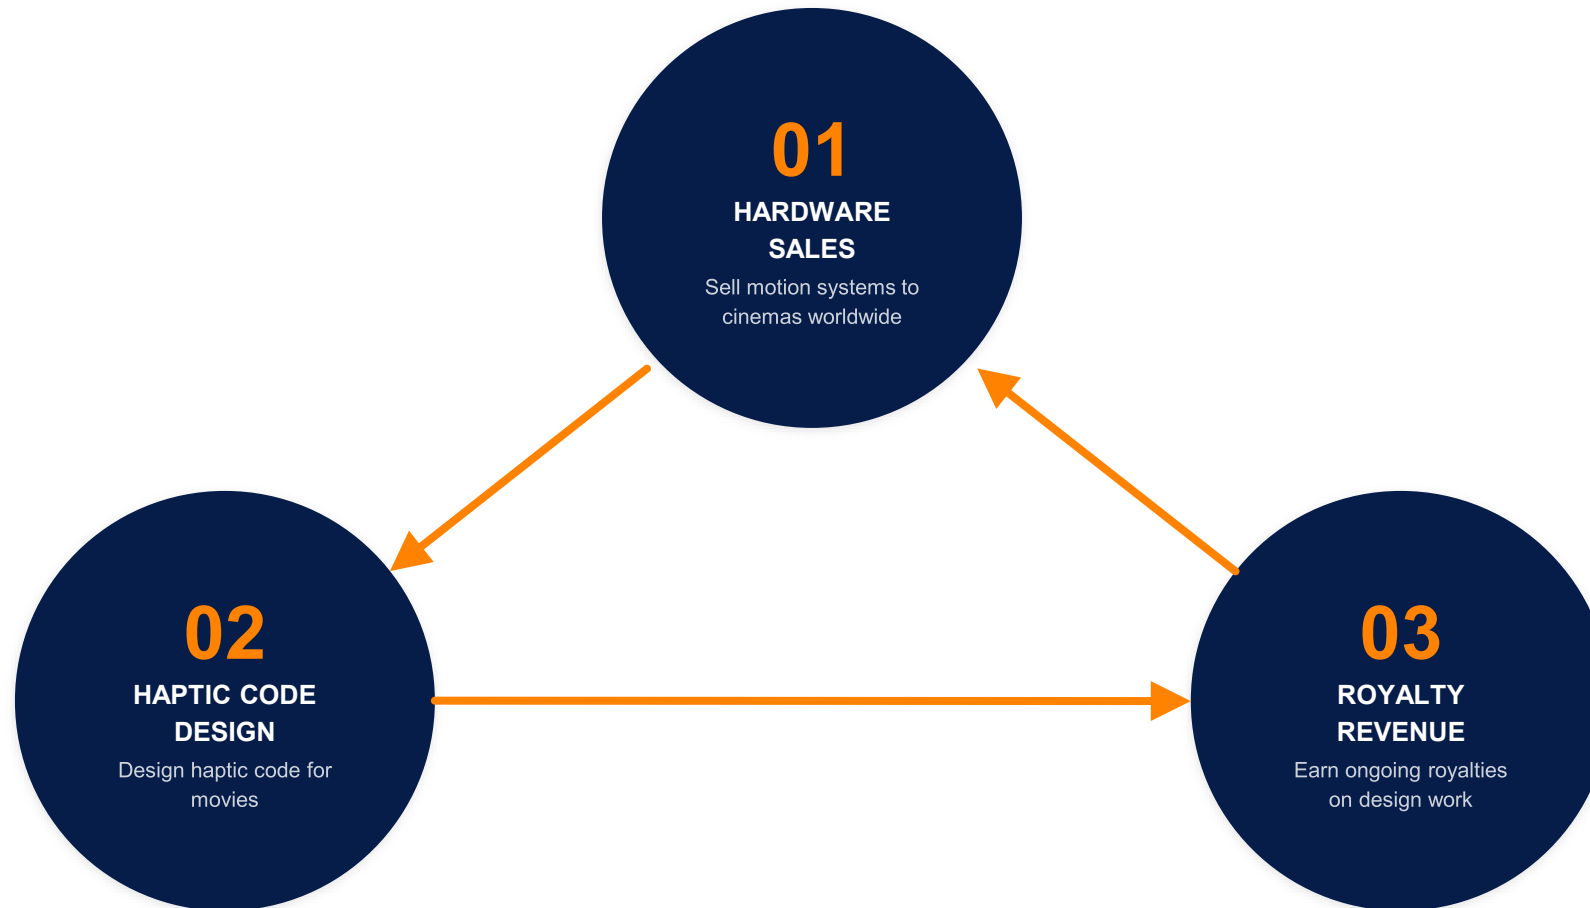 01
HARDWARE
SALES
Sell motion systems to
cinemas worldwide
02
HAPTIC CODE
DESIGN
Design haptic code for
movies
03
ROYALTY
REVENUE
Earn ongoing royalties
on design work